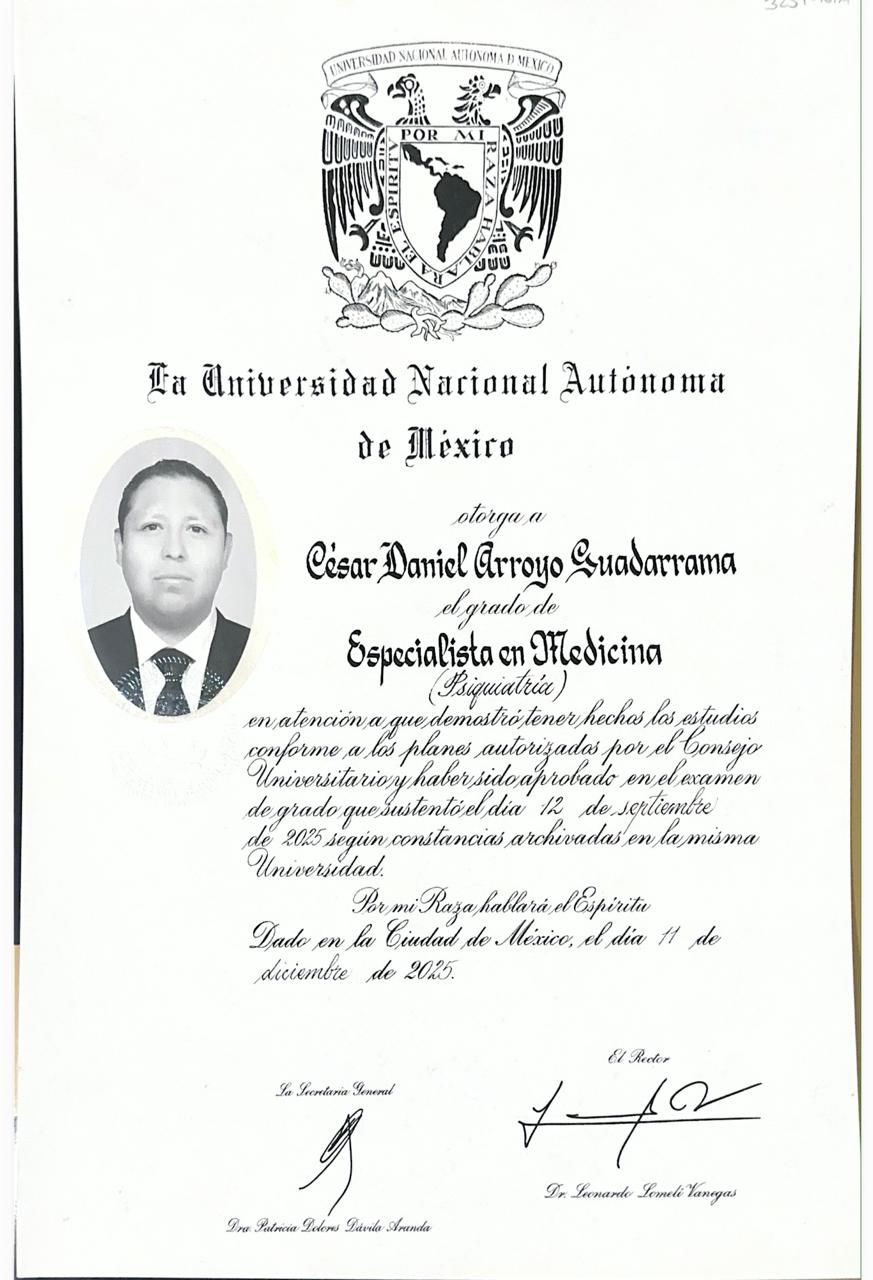 UNIVERSIDAD NACIONAL AUTONOMA D MEXICO
POR MI RAZA HABLARA EL ESPIRITV
La Universidad Nacional Autónoma
de México
otorga a
César Daniel Arroyo Guadarrama
el grado de
Especialista en Medicina
(Psiquiatría)
en atención a que demostró tener hechos los estudios
conforme a los planes autorizados por el Consejo
Universitario y haber sido aprobado en el examen
de grado que sustentó el día 12 de septiembre
de 2025 según constancias archivadas en la misma
Universidad.
Por mi Raza hablará el Espíritu
Dado en la Ciudad de México, el día 11 de
diciembre de 2025.
El Rector
La Secretaria General
Dr. Leonardo Lomelí Vanegas
Dra Patricia Dolores Dávila Aranda